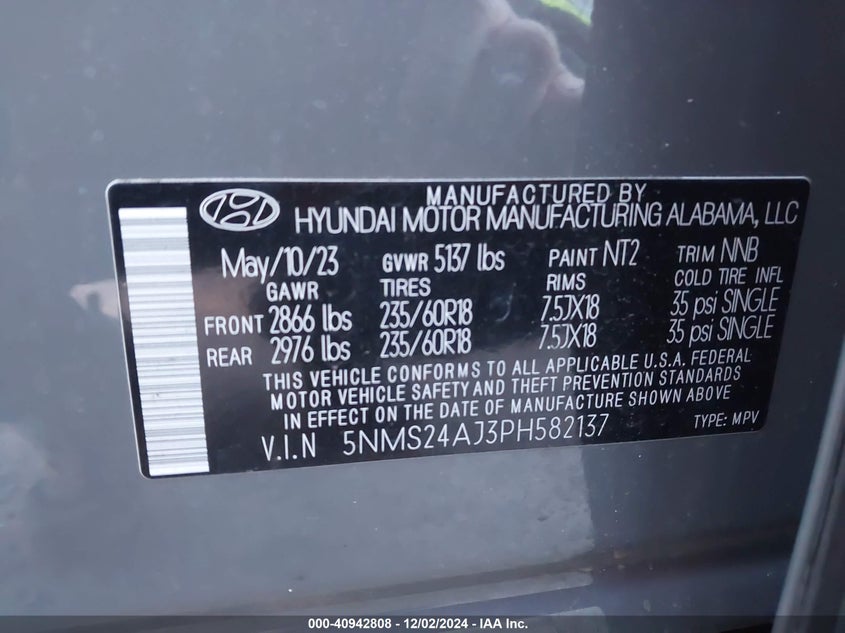 MANUFACTURED BY
HYUNDAI MOTOR MANUFACTURING ALABAMA, LLC
May/10/23 GVWR 5137 lbs PAINT NT2 TRIM NNB
GAWR TIRES RIMS COLD TIRE INFL
FRONT 2866 lbs 235/60R18 7.5JX18 35 psi SINGLE
REAR 2976 lbs 235/60R18 7.5JX18 35 psi SINGLE
THIS VEHICLE CONFORMS TO ALL APPLICABLE U.S.A. FEDERAL
MOTOR VEHICLE SAFETY AND THEFT PREVENTION STANDARDS
IN EFFECT ON THE DATE OF MANUFACTURE SHOWN ABOVE
V.I.N 5NMS24AJ3PH582137 TYPE: MPV
000-40942808 - 12/02/2024 - IAA Inc.